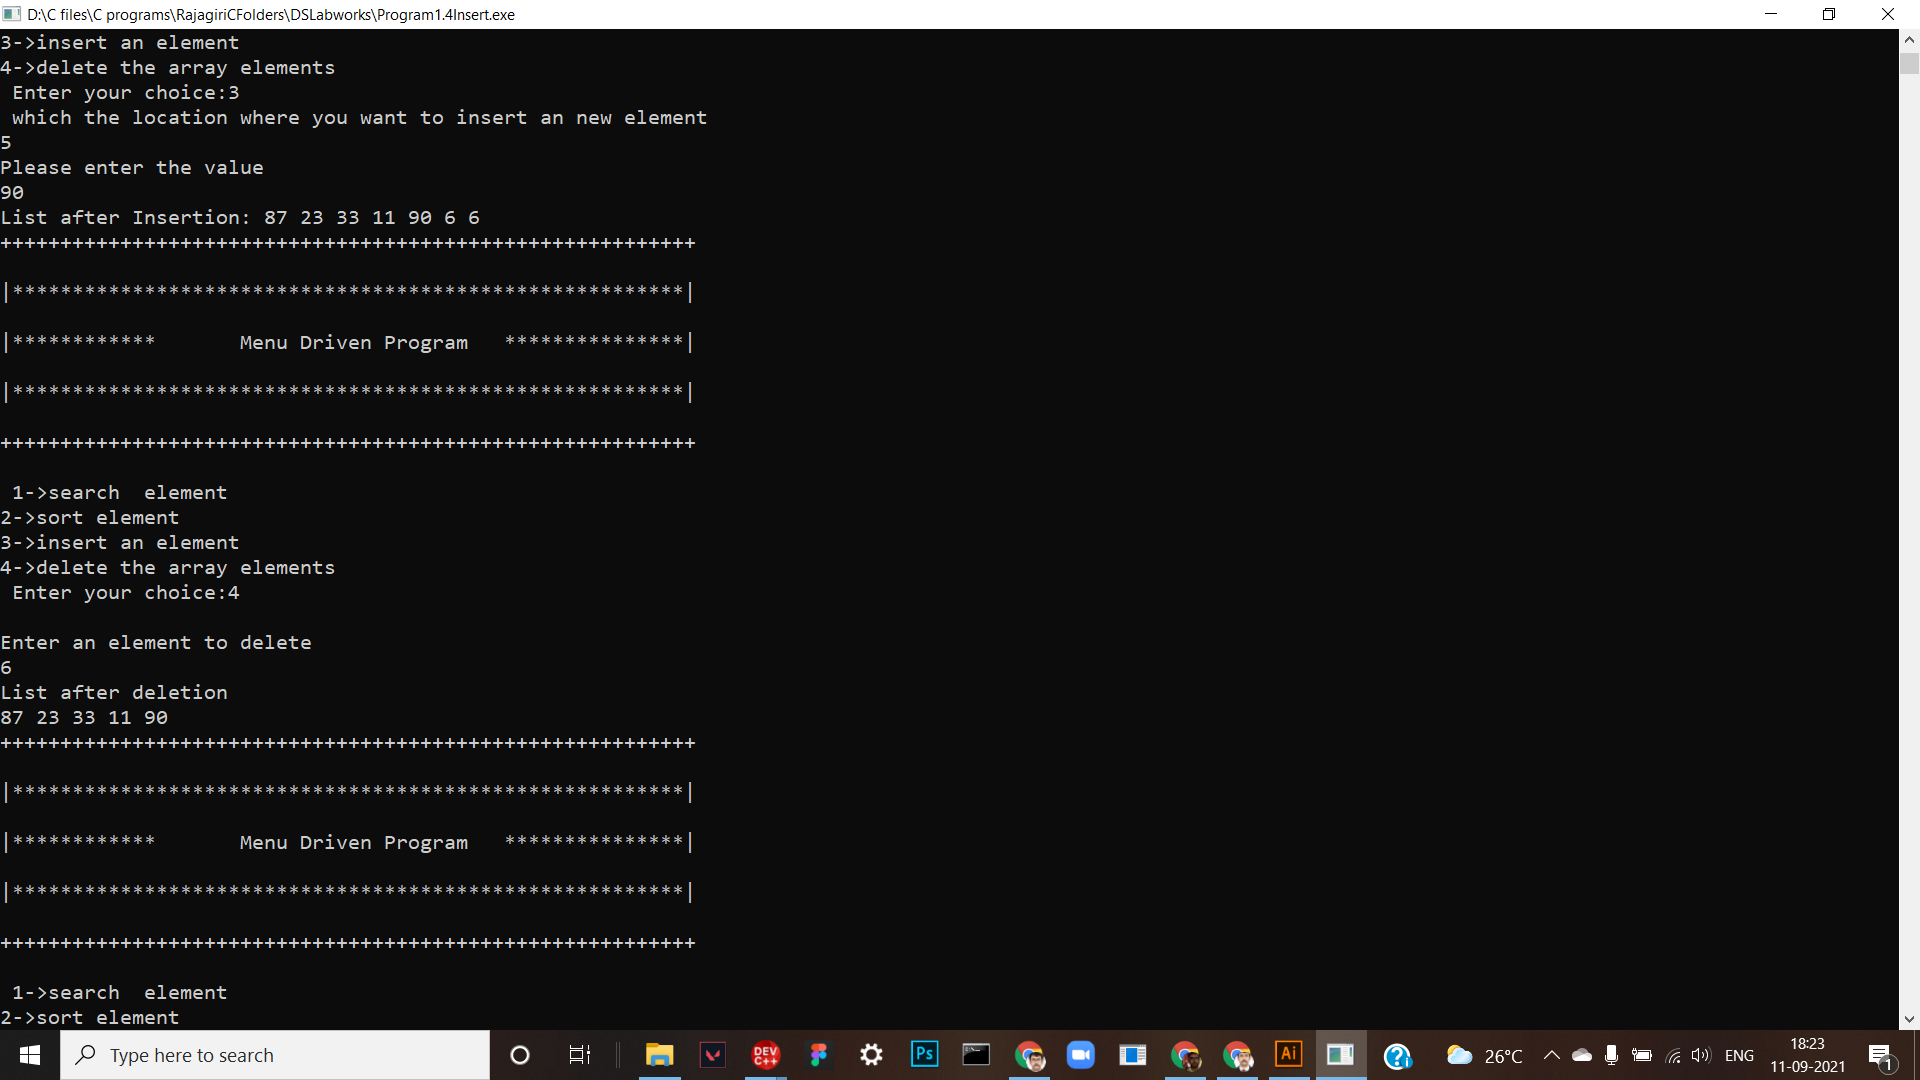 D:\C files\C programs\RajagiriCFolders\DSLabworks\Program1.4Insert.exe
3->insert an element
4->delete the array elements
 Enter your choice:3
 which the location where you want to insert an new element
5
Please enter the value
90
List after Insertion: 87 23 33 11 90 6 6
++++++++++++++++++++++++++++++++++++++++++++++++++++++++++
|********************************************************|
|************       Menu Driven Program   ***************|
|********************************************************|
++++++++++++++++++++++++++++++++++++++++++++++++++++++++++
 1->search  element
2->sort element
3->insert an element
4->delete the array elements
 Enter your choice:4
Enter an element to delete
6
List after deletion
87 23 33 11 90
++++++++++++++++++++++++++++++++++++++++++++++++++++++++++
|********************************************************|
|************       Menu Driven Program   ***************|
|********************************************************|
++++++++++++++++++++++++++++++++++++++++++++++++++++++++++
 1->search  element
2->sort element
Type here to search
DEV C++
Ps
Ai
26°C
ENG
18:23
11-09-2021
1